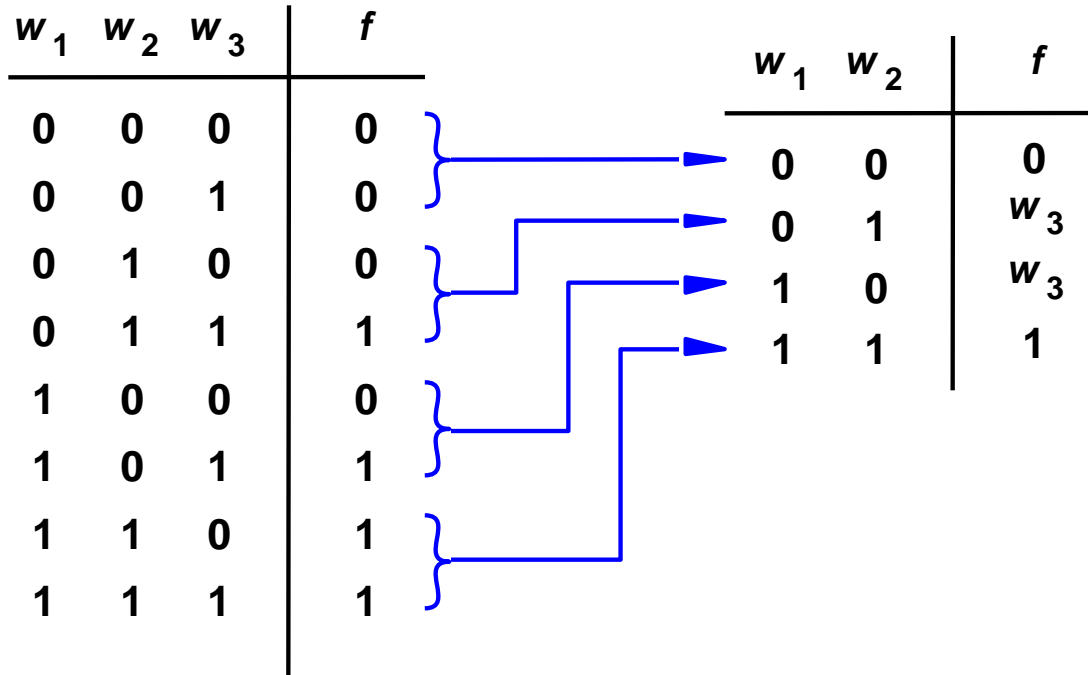 w1 w2 w3 f
0 0 0 0
0 0 1 0
0 1 0 0
0 1 1 1
1 0 0 0
1 0 1 1
1 1 0 1
1 1 1 1
w1 w2 f
0 0 0
0 1 w3
1 0 w3
1 1 1